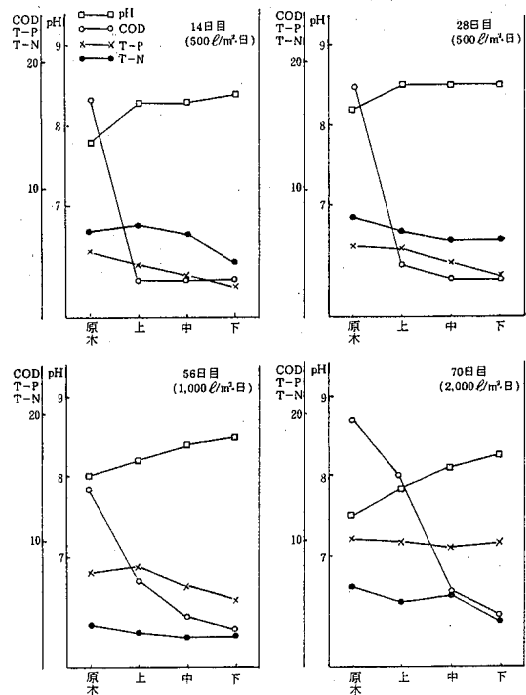 COD
T-P
T-N
pH
pH
COD
T-P
T-N
14日目
(500ℓ/m²·日)
20
10
9
8
7
原水
上
中
下
COD
T-P
T-N
pH
28日目
(500ℓ/m²·日)
20
10
9
8
7
原水
上
中
下
COD
T-P
T-N
pH
56日目
(1,000ℓ/m²·日)
20
10
9
8
7
原水
上
中
下
COD
T-P
T-N
pH
70日目
(2,000ℓ/m²·日)
20
10
9
8
7
原水
上
中
下